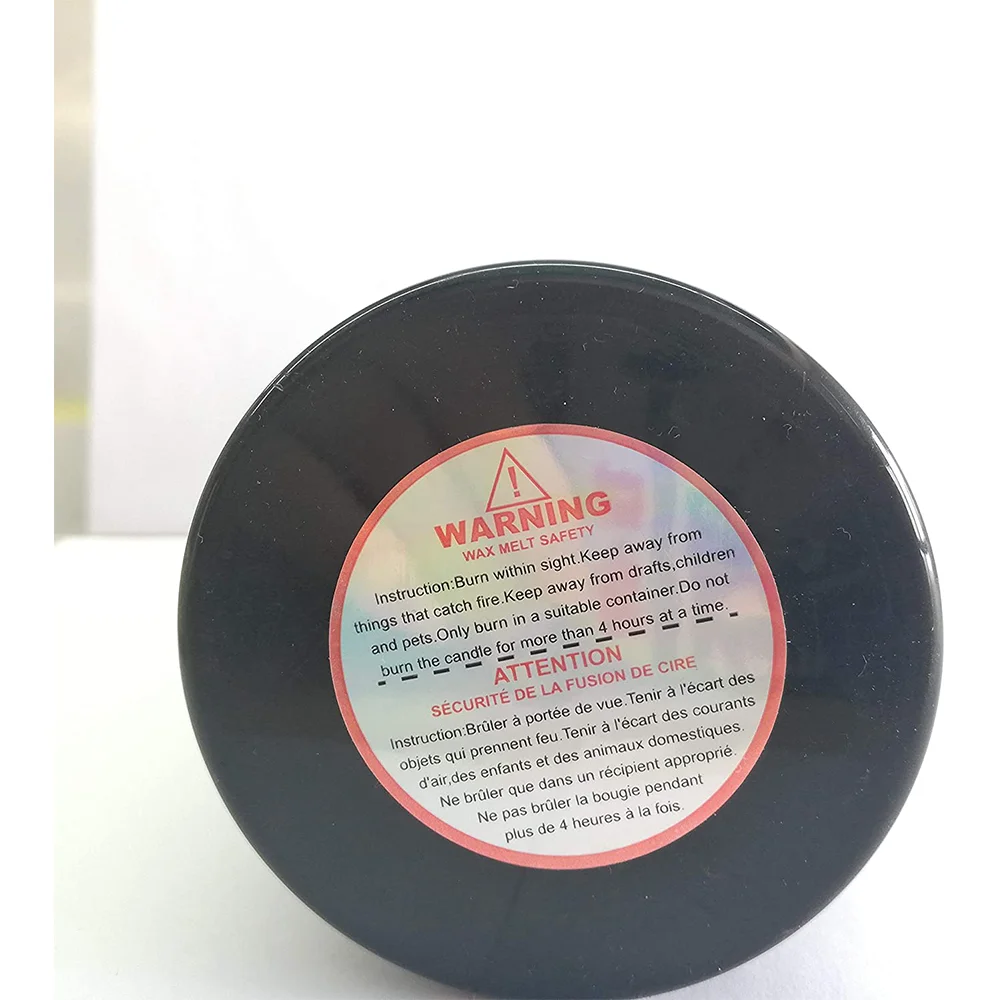 !
WARNING
WAX MELT SAFETY
Instruction:Burn within sight.Keep away from
things that catch fire.Keep away from drafts,children
and pets.Only burn in a suitable container.Do not
burn the candle for more than 4 hours at a time.
ATTENTION
SÉCURITÉ DE LA FUSION DE CIRE
Instruction:Brûler à portée de vue.Tenir à l'écart des
objets qui prennent feu.Tenir à l'écart des courants
d'air,des enfants et des animaux domestiques.
Ne brûler que dans un récipient approprié.
Ne pas brûler la bougie pendant
plus de 4 heures à la fois.